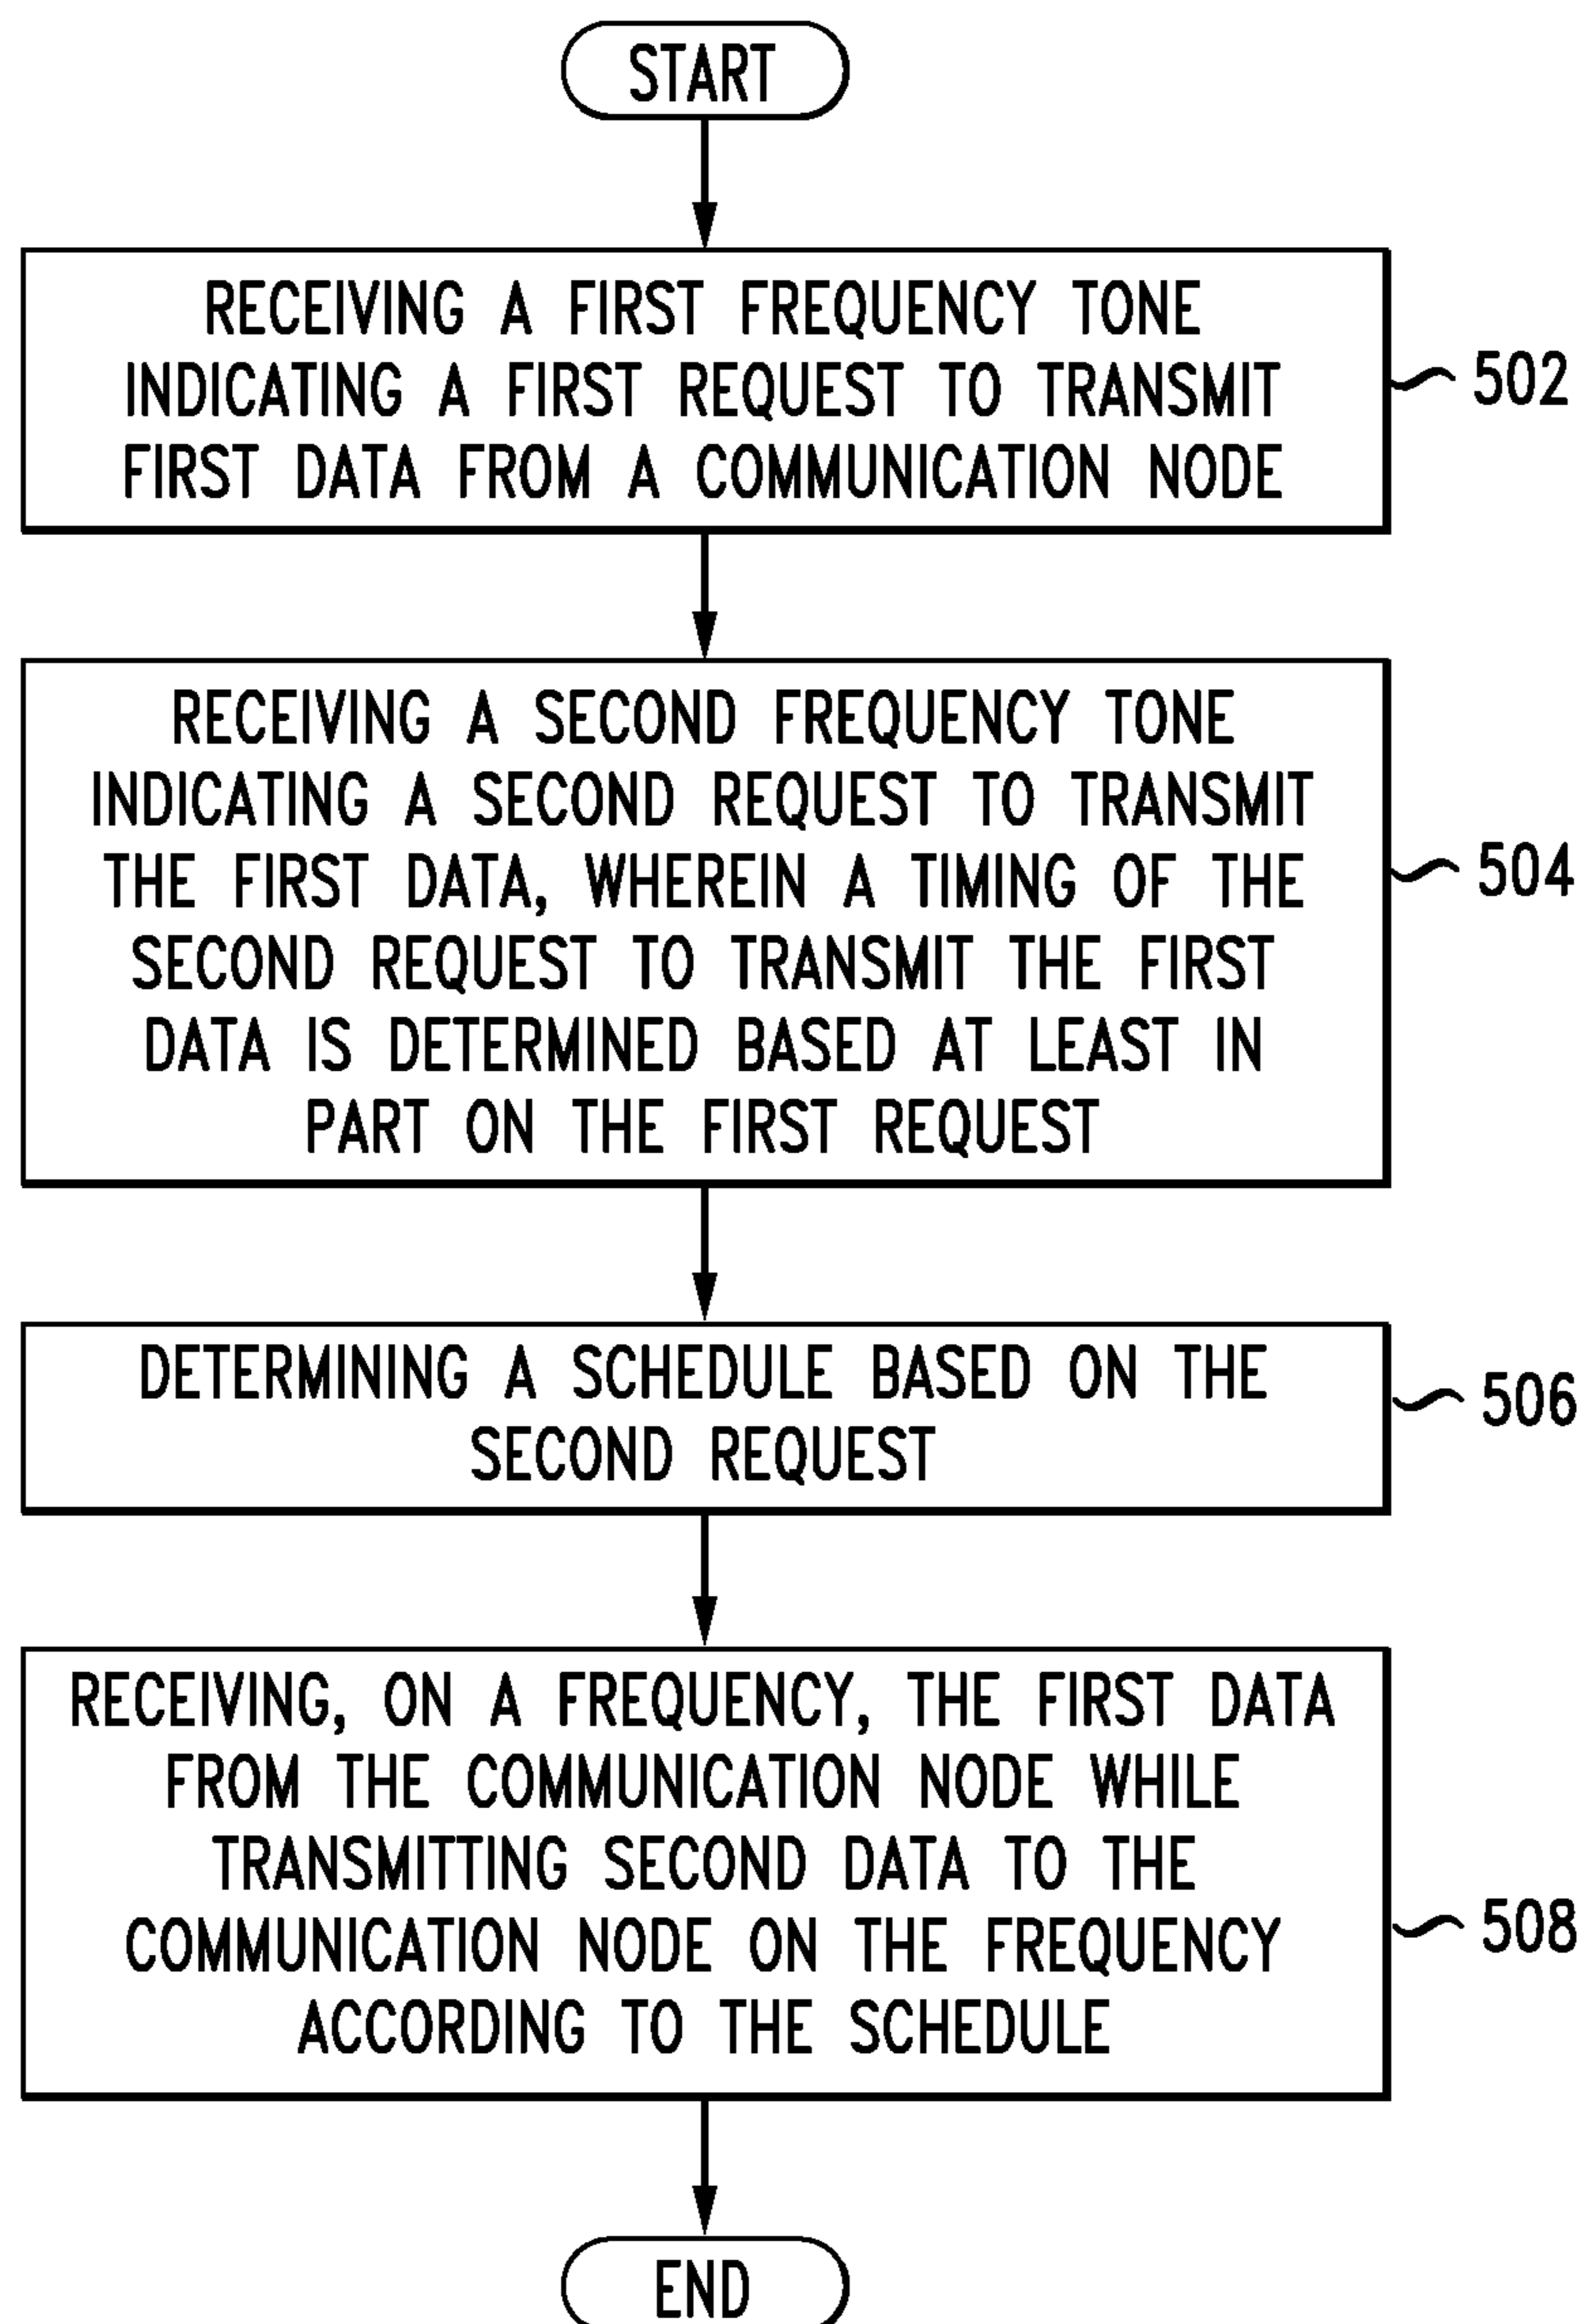 START
RECEIVING A FIRST FREQUENCY TONE
INDICATING A FIRST REQUEST TO TRANSMIT
FIRST DATA FROM A COMMUNICATION NODE
502
RECEIVING A SECOND FREQUENCY TONE
INDICATING A SECOND REQUEST TO TRANSMIT
THE FIRST DATA, WHEREIN A TIMING OF THE
SECOND REQUEST TO TRANSMIT THE FIRST
DATA IS DETERMINED BASED AT LEAST IN
PART ON THE FIRST REQUEST
504
DETERMINING A SCHEDULE BASED ON THE
SECOND REQUEST
506
RECEIVING, ON A FREQUENCY, THE FIRST DATA
FROM THE COMMUNICATION NODE WHILE
TRANSMITTING SECOND DATA TO THE
COMMUNICATION NODE ON THE FREQUENCY
ACCORDING TO THE SCHEDULE
508
END